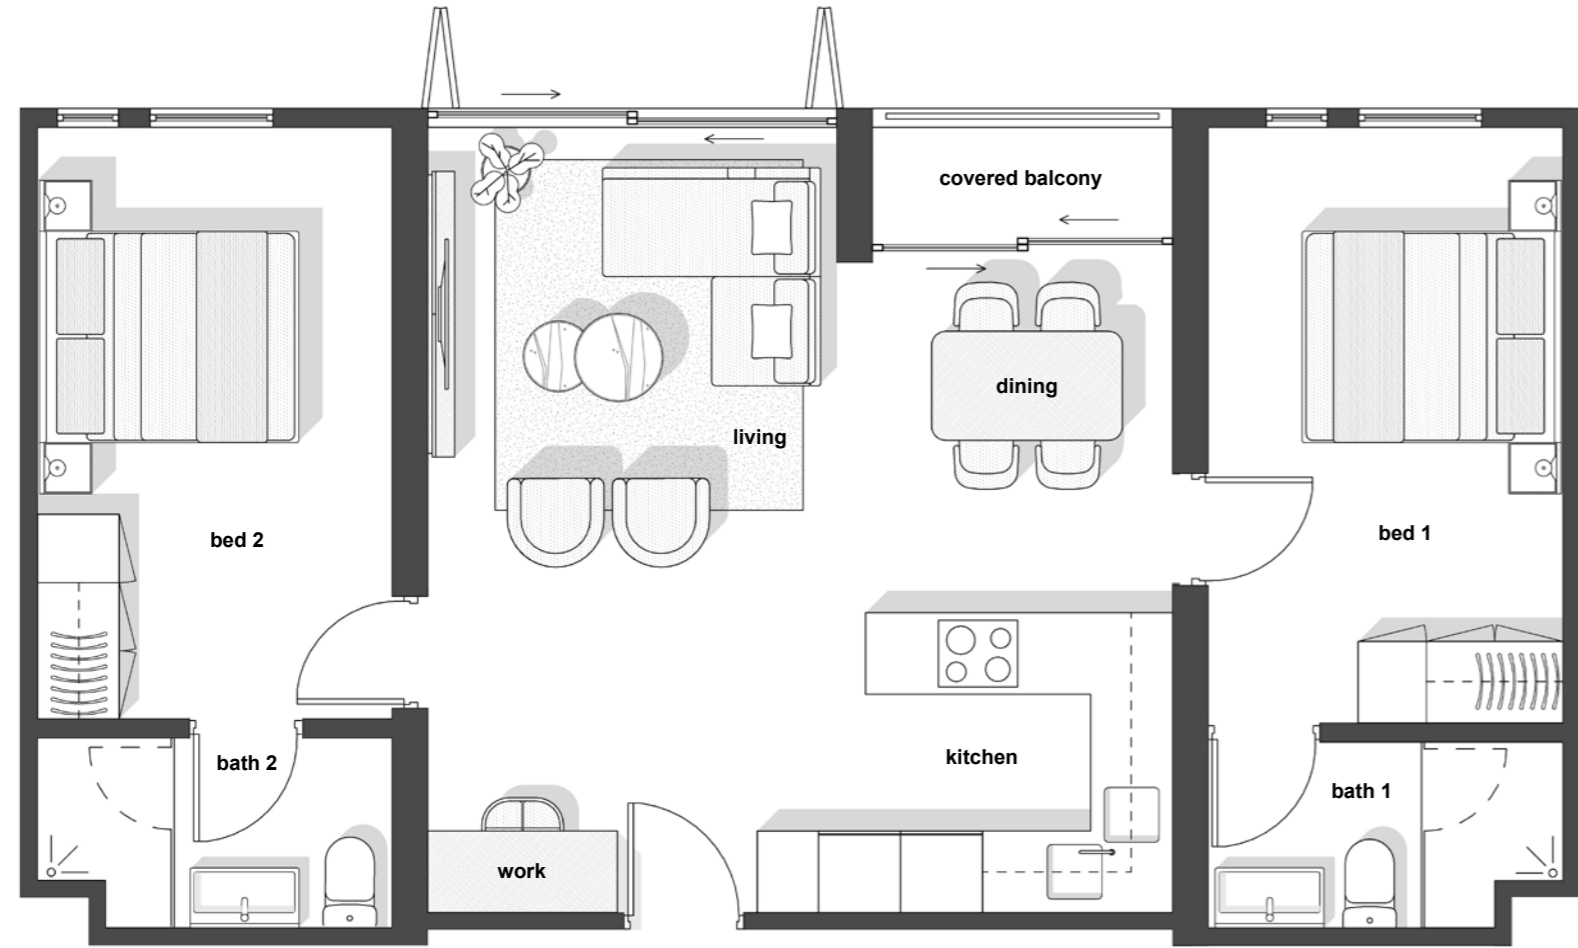 covered balcony
dining
living
bed 2
bed 1
bath 2
kitchen
bath 1
work